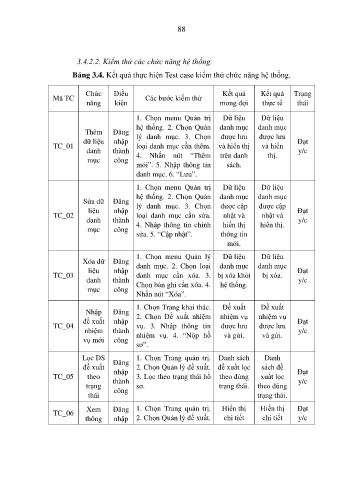 88
3.4.2.2. Kiểm thử các chức năng hệ thống.
Bảng 3.4. Kết quả thực hiện Test case kiểm thử chức năng hệ thống.
Mã TC
Chức
năng
Điều
kiện
Các bước kiểm thử
Kết quả
mong đợi
Kết quả
thực tế
Trạng
thái
TC_01
Thêm
dữ liệu
danh
mục
Đăng
nhập
thành
công
1. Chọn menu Quản trị
hệ thống. 2. Chọn Quản
lý danh mục. 3. Chọn
loại danh mục cần thêm.
4. Nhấn nút “Thêm
mới”. 5. Nhập thông tin
danh mục. 6. “Lưu”.
Dữ liệu
danh mục
được lưu
và hiển thị
trên danh
sách.
Dữ liệu
danh mục
được lưu
và hiển
thị.
Đạt
y/c
TC_02
Sửa dữ
liệu
danh
mục
Đăng
nhập
thành
công
1. Chọn menu Quản trị
hệ thống. 2. Chọn Quản
lý danh mục. 3. Chọn
loại danh mục cần sửa.
4. Nhập thông tin chỉnh
sửa. 5. “Cập nhật”.
Dữ liệu
danh mục
được cập
nhật và
hiển thị
thông tin
mới.
Dữ liệu
danh mục
được cập
nhật và
hiển thị.
Đạt
y/c
TC_03
Xóa dữ
liệu
danh
mục
Đăng
nhập
thành
công
1. Chọn menu Quản lý
danh mục. 2. Chọn loại
danh mục cần xóa. 3.
Chọn bản ghi cần xóa. 4.
Nhấn nút “Xóa”.
Dữ liệu
danh mục
bị xóa khỏi
hệ thống.
Dữ liệu
danh mục
bị xóa.
Đạt
y/c
TC_04
Nhập
đề xuất
nhiệm
vụ mới
Đăng
nhập
thành
công
1. Chọn Trang khai thác.
2. Chọn Đề xuất nhiệm
vụ. 3. Nhập thông tin
nhiệm vụ. 4. “Nộp hồ
sơ”.
Đề xuất
nhiệm vụ
được lưu
và gửi.
Đề xuất
nhiệm vụ
được lưu
và gửi.
Đạt
y/c
TC_05
Lọc DS
đề xuất
theo
trạng
thái
Đăng
nhập
thành
công
1. Chọn Trang quản trị.
2. Chọn Quản lý đề xuất.
3. Lọc theo trạng thái hồ
sơ.
Danh sách
đề xuất lọc
theo đúng
trạng thái.
Danh
sách đề
xuất lọc
theo đúng
trạng thái.
Đạt
y/c
TC_06
Xem
thông
Đăng
nhập
1. Chọn Trang quản trị.
2. Chọn Quản lý đề xuất.
Hiển thị
chi tiết
Hiển thị
chi tiết
Đạt
y/c